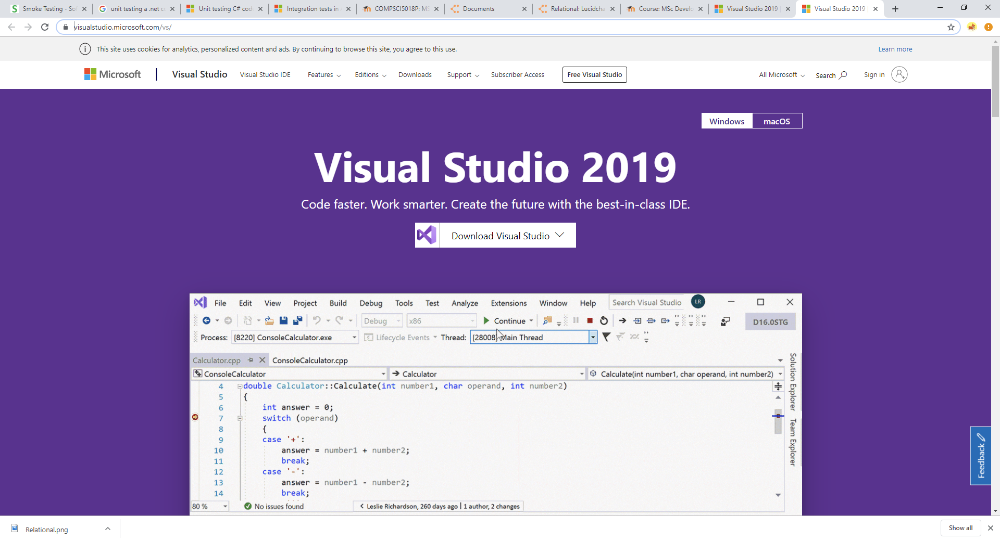 Smoke Testing - Sof
unit testing a .net co
Unit testing C# code
Integration tests in
COMPSCI5018P: MS
Documents
Relational: Lucidcha
Course: MSc Develo
Visual Studio 2019
Visual Studio 2019
visualstudio.microsoft.com/vs/
This site uses cookies for analytics, personalized content and ads. By continuing to browse this site, you agree to this use.
Learn more
Microsoft
Visual Studio
Visual Studio IDE
Features
Editions
Downloads
Support
Subscriber Access
Free Visual Studio
All Microsoft
Search
Sign in
Windows
macOS
Visual Studio 2019
Code faster. Work smarter. Create the future with the best-in-class IDE.
Download Visual Studio
File Edit View Project Build Debug Tools Test Analyze Extensions Window Help
Search Visual Studio
LR
Debug
x86
Continue
D16.0STG
Process: [8220] ConsoleCalculator.exe
Lifecycle Events
Thread: [28008] Main Thread
Calculator.cpp
ConsoleCalculator.cpp
ConsoleCalculator
Calculator
Calculate(int number1, char operand, int number2)
4 double Calculator::Calculate(int number1, char operand, int number2)
5 {
6 int answer = 0;
7 switch (operand)
8 {
9 case '+':
10 answer = number1 + number2;
11 break;
12 case '-':
13 answer = number1 - number2;
14 break;
Solution Explorer
Team Explorer
80 %
No issues found
Leslie Richardson, 260 days ago | 1 author, 2 changes
Feedback
Relational.png
Show all